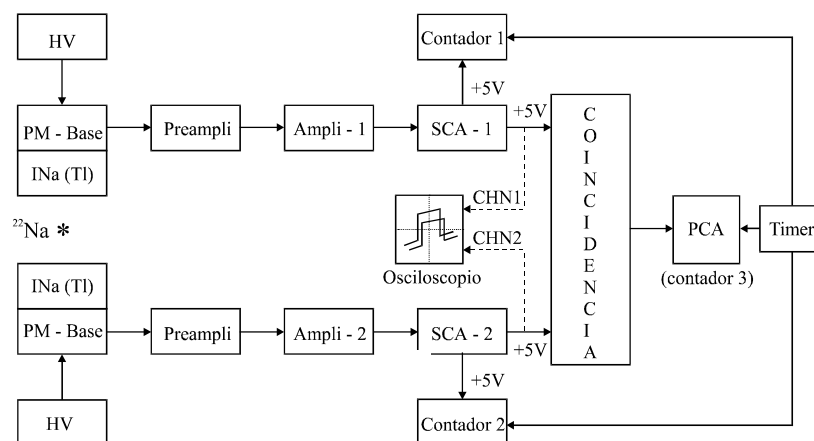 HV
Contador 1
+5V
+5V
PM - Base
Preampli
Ampli - 1
SCA - 1
INa (Tl)
COINCIDENCIA
CHN1
²²Na *
CHN2
PCA
Timer
Osciloscopio
(contador 3)
INa (Tl)
PM - Base
Preampli
Ampli - 2
SCA - 2
+5V
+5V
HV
Contador 2